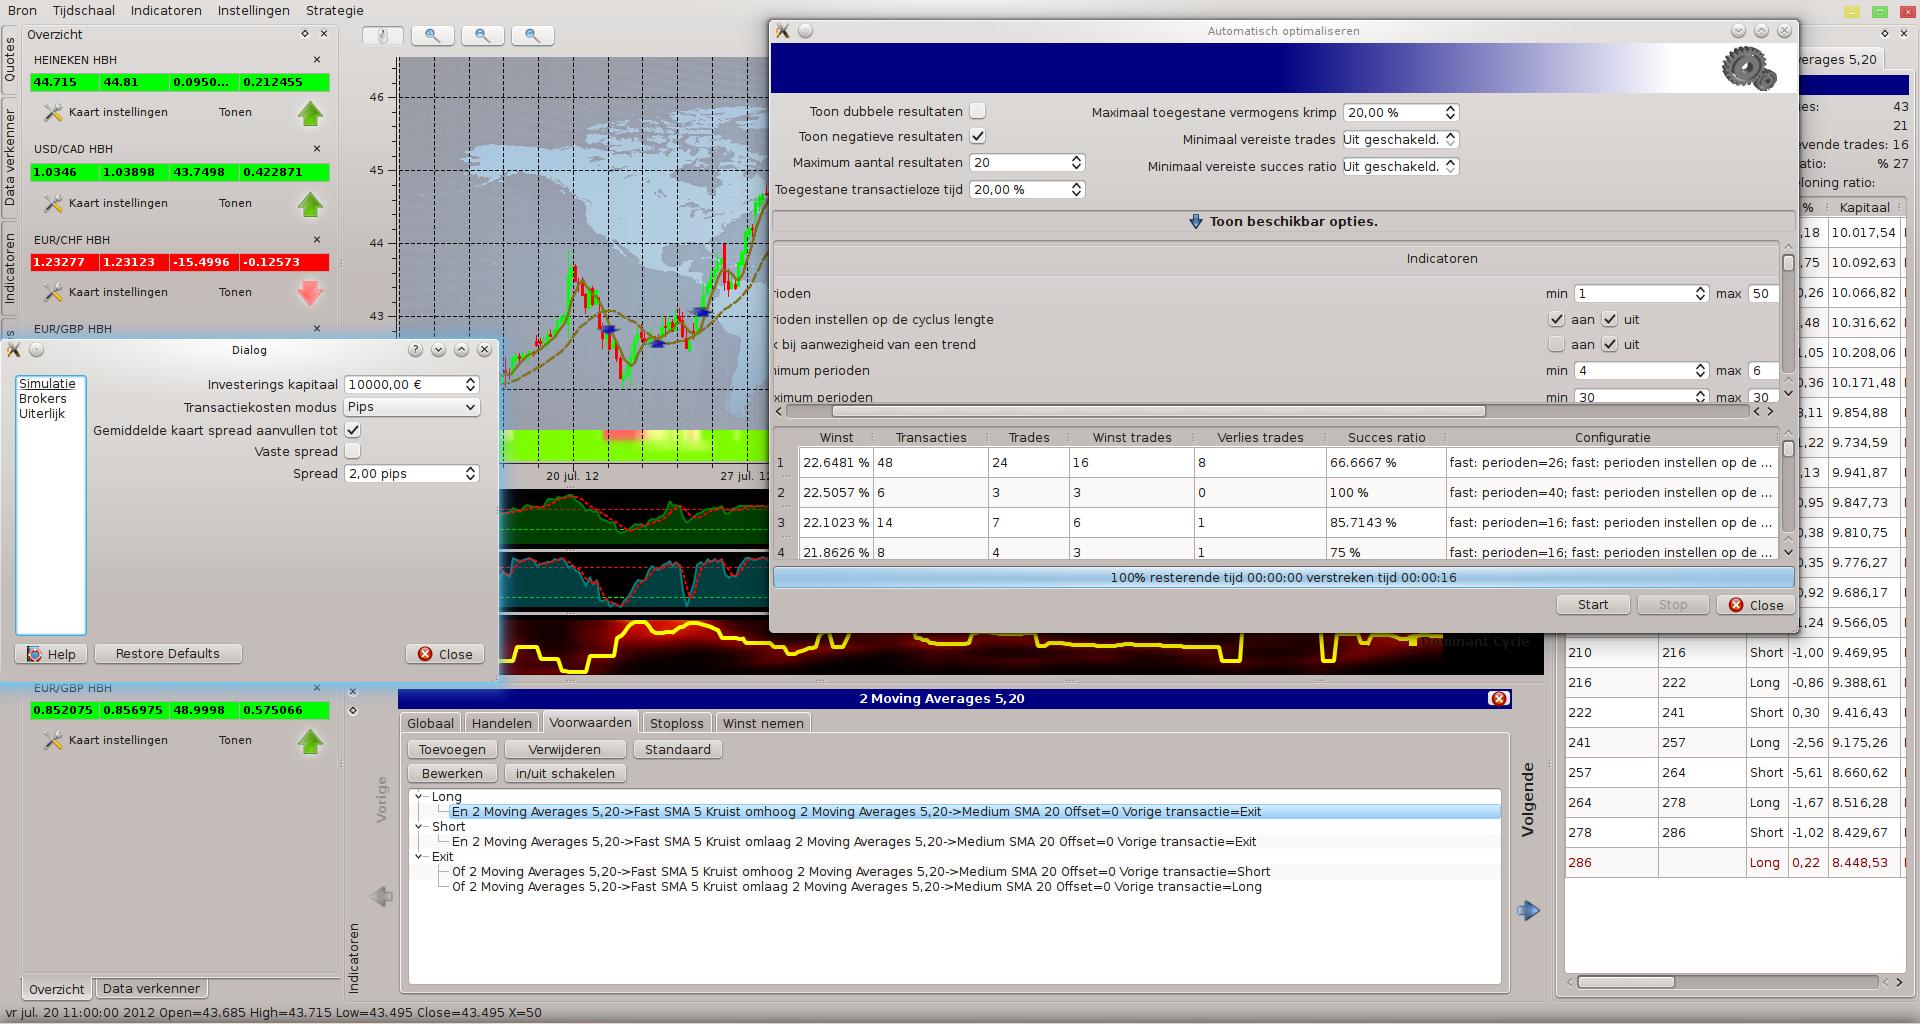 Bron Tijdschaal Indicatoren Instellingen Strategie
Quotes
Data verkenner
Indicatoren
Overzicht
HEINEKEN HBH
44.715 44.81 0.0950... 0.212455
Kaart instellingen Tonen
USD/CAD HBH
1.0346 1.03898 43.7498 0.422871
Kaart instellingen Tonen
EUR/CHF HBH
1.23277 1.23123 -15.4996 -0.12573
Kaart instellingen Tonen
EUR/GBP HBH
Dialog
Simulatie
Brokers
Uiterlijk
Investerings kapitaal 10000,00 €
Transactiekosten modus Pips
Gemiddelde kaart spread aanvullen tot
Vaste spread
Spread 2,00 pips
Help Restore Defaults Close
EUR/GBP HBH
0.852075 0.856975 48.9998 0.575066
Kaart instellingen Tonen
Overzicht Data verkenner
46
45
44
43
20 jul. 12 27 jul. 12
Dominant Cycle
Automatisch optimaliseren
Toon dubbele resultaten
Toon negatieve resultaten
Maximum aantal resultaten 20
Toegestane transactieloze tijd 20,00 %
Maximaal toegestane vermogens krimp 20,00 %
Minimaal vereiste trades Uit geschakeld.
Minimaal vereiste succes ratio Uit geschakeld.
Toon beschikbar opties.
Indicatoren
rioden min 1 max 50
rioden instellen op de cyclus lengte aan uit
k bij aanwezigheid van een trend aan uit
nimum perioden min 4 max 6
ximum perioden min 30 max 30
Winst Transacties Trades Winst trades Verlies trades Succes ratio Configuratie
1 22.6481 % 48 24 16 8 66.6667 % fast: perioden=26; fast: perioden instellen op de ...
2 22.5057 % 6 3 3 0 100 % fast: perioden=40; fast: perioden instellen op de ...
3 22.1023 % 14 7 6 1 85.7143 % fast: perioden=16; fast: perioden instellen op de ...
4 21.8626 % 8 4 3 1 75 % fast: perioden=16; fast: perioden instellen op de ...
100% resterende tijd 00:00:00 verstreken tijd 00:00:16
Start Stop Close
2 Moving Averages 5,20
Globaal Handelen Voorwaarden Stoploss Winst nemen
Toevoegen Verwijderen Standaard
Bewerken in/uit schakelen
Long
En 2 Moving Averages 5,20->Fast SMA 5 Kruist omhoog 2 Moving Averages 5,20->Medium SMA 20 Offset=0 Vorige transactie=Exit
Short
En 2 Moving Averages 5,20->Fast SMA 5 Kruist omlaag 2 Moving Averages 5,20->Medium SMA 20 Offset=0 Vorige transactie=Exit
Exit
Of 2 Moving Averages 5,20->Fast SMA 5 Kruist omhoog 2 Moving Averages 5,20->Medium SMA 20 Offset=0 Vorige transactie=Short
Of 2 Moving Averages 5,20->Fast SMA 5 Kruist omlaag 2 Moving Averages 5,20->Medium SMA 20 Offset=0 Vorige transactie=Long
Vorige
Indicatoren
Volgende
verages 5,20
ies: 43
21
evende trades: 16
atio: % 27
eloning ratio:
% Kapitaal
,18 10.017,54
,75 10.092,63
0,26 10.066,82
,48 10.316,62
1,05 10.208,06
0,36 10.171,48
3,11 9.854,88
1,22 9.734,59
,13 9.941,87
0,95 9.847,73
0,38 9.810,75
0,35 9.776,27
0,92 9.686,17
1,24 9.566,05
210 216 Short -1,00 9.469,95
216 222 Long -0,86 9.388,61
222 241 Short 0,30 9.416,43
241 257 Long -2,56 9.175,26
257 264 Short -5,61 8.660,62
264 278 Long -1,67 8.516,28
278 286 Short -1,02 8.429,67
286 Long 0,22 8.448,53
vr jul. 20 11:00:00 2012 Open=43.685 High=43.715 Low=43.495 Close=43.495 X=50